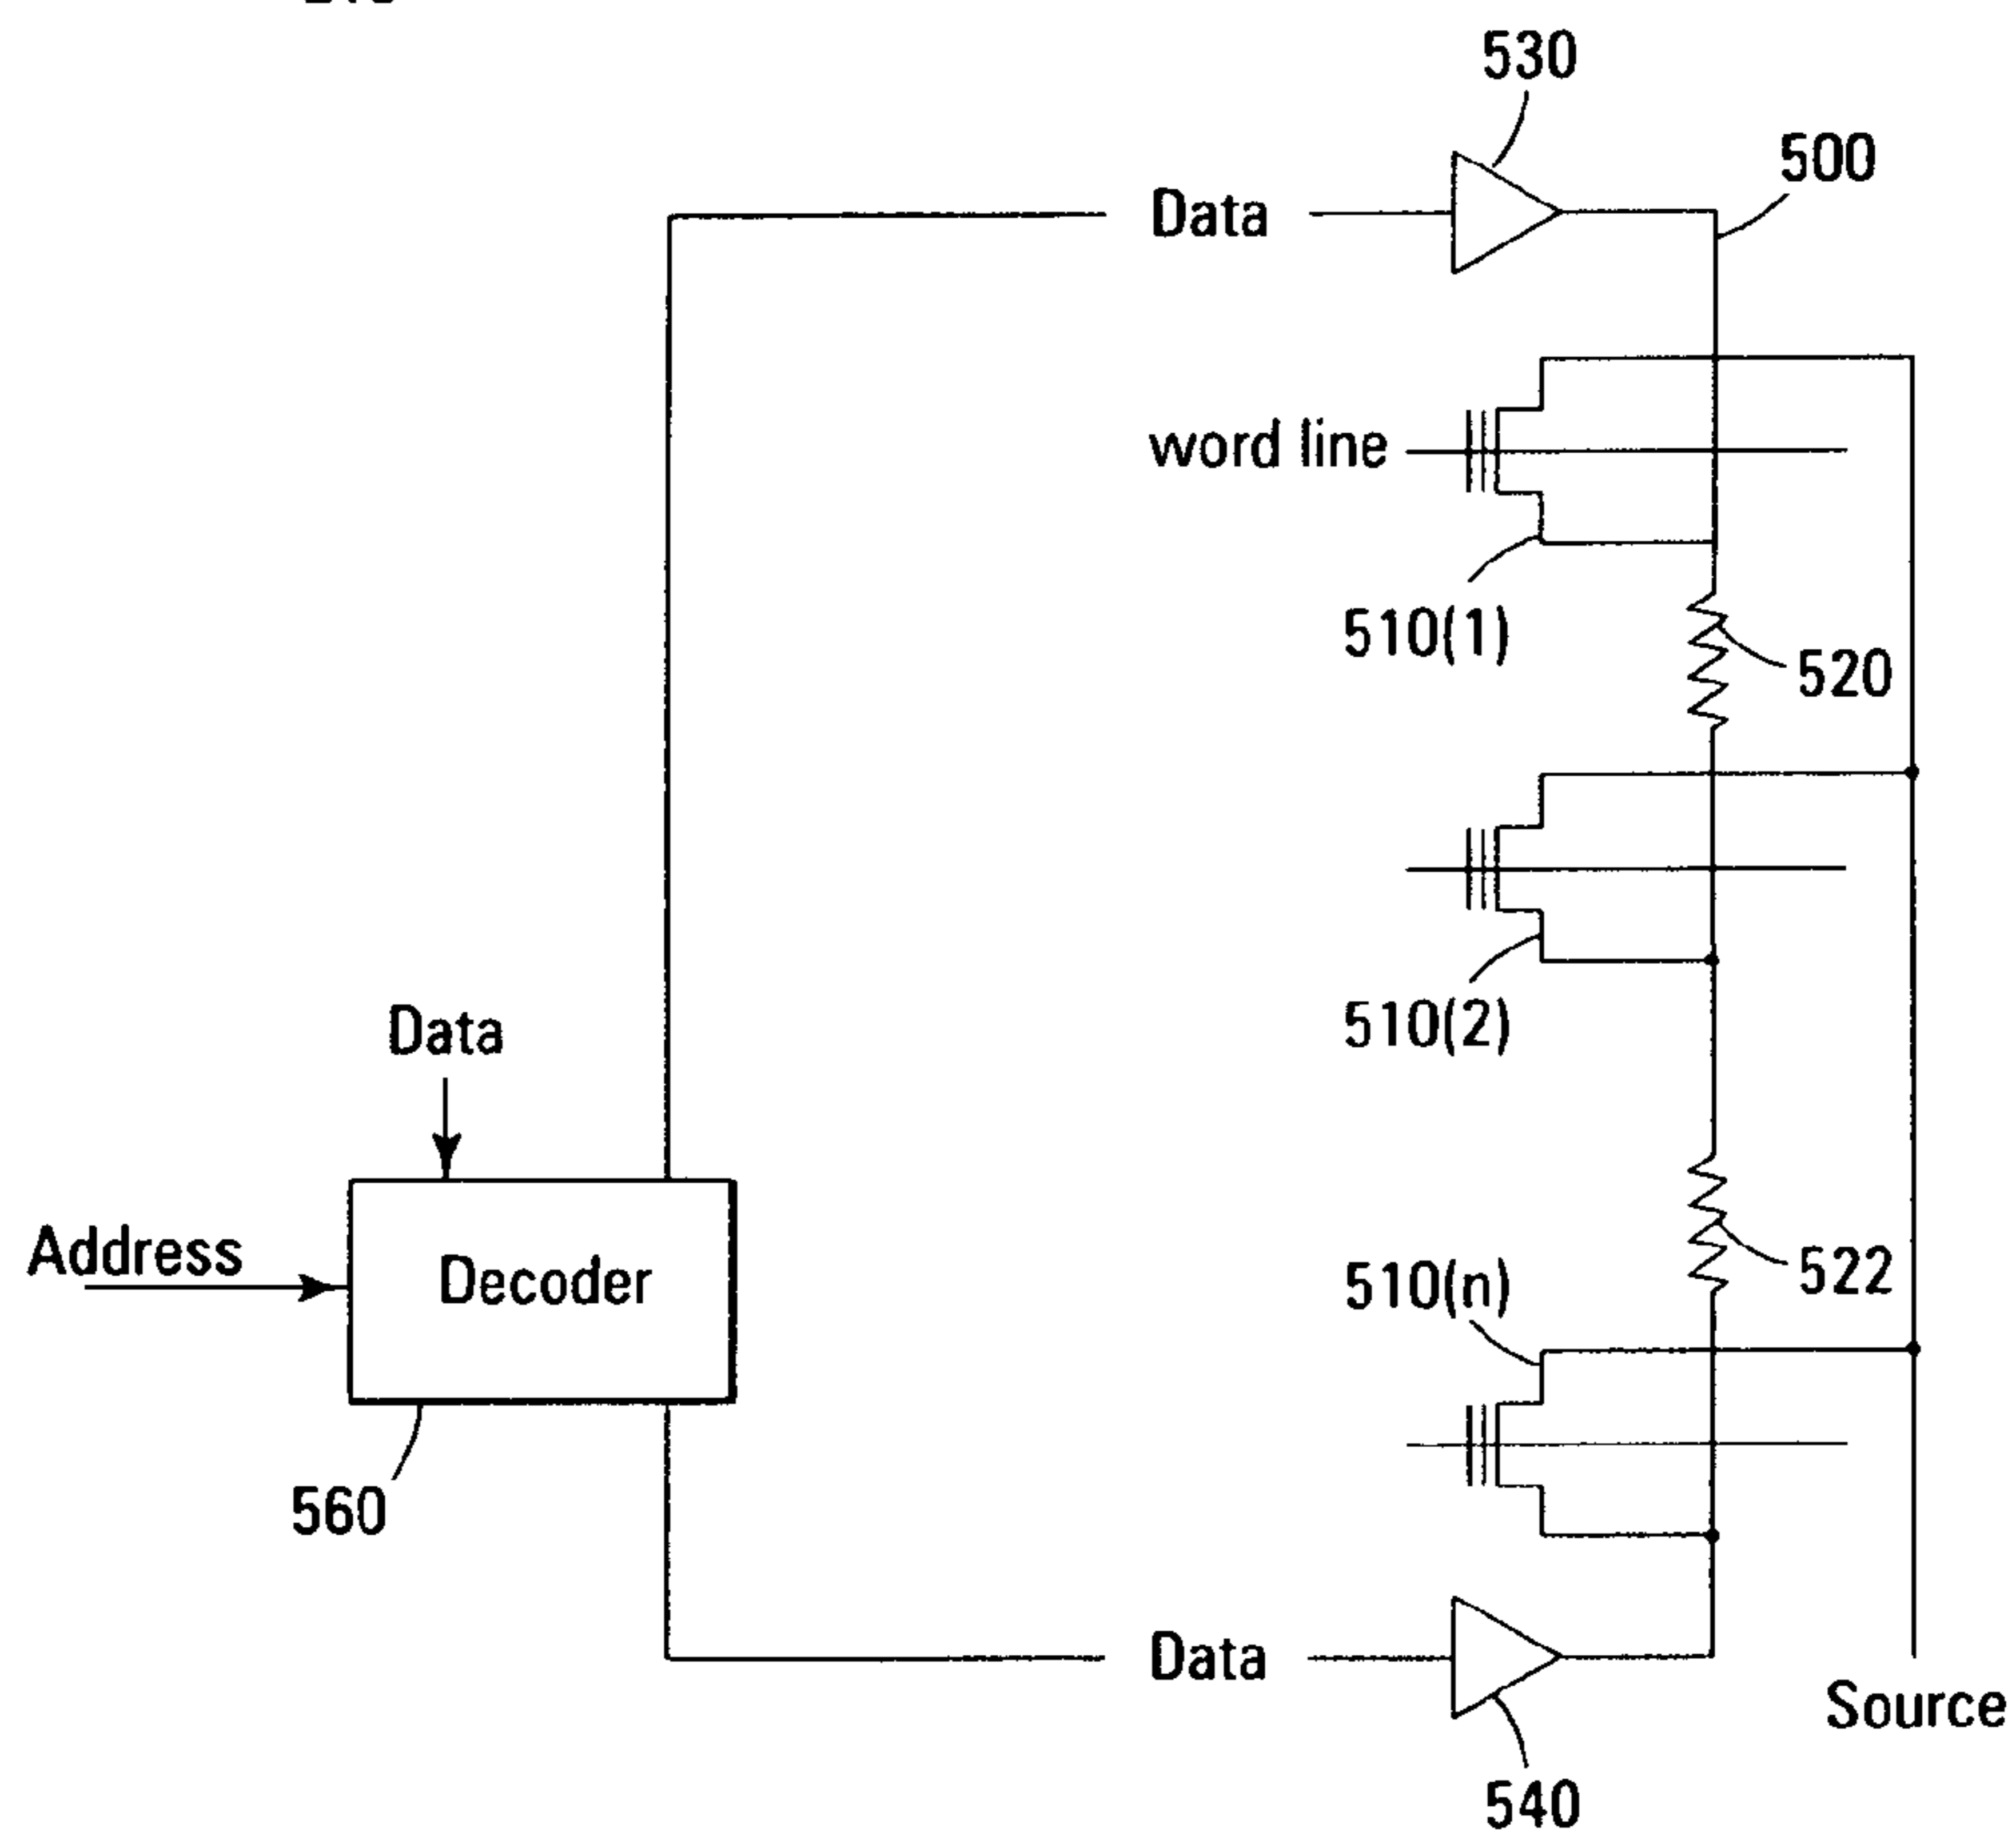 530
500
Data
word line
510(1)
520
510(2)
Data
Address
Decoder
510(n)
522
560
Data
Source
540